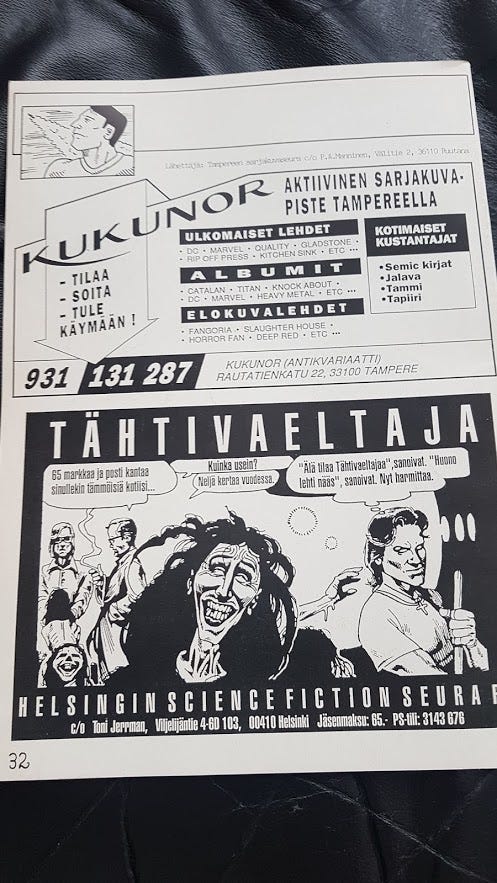 Lähettäjä: Tampereen sarjakuvaseura c/o P.A.Manninen, Välitie 2, 36110 Ruutana
KUKUNOR
AKTIIVINEN SARJAKUVA-
PISTE TAMPEREELLA
- TILAA
- SOITA
- TULE
KÄYMÄÄN !
ULKOMAISET LEHDET
• DC • MARVEL • QUALITY • GLADSTONE •
RIP OFF PRESS • KITCHEN SINK • ETC ...
ALBUMIT
• CATALAN • TITAN • KNOCK ABOUT •
DC • MARVEL • HEAVY METAL • ETC ...
ELOKUVALEHDET
• FANGORIA • SLAUGHTER HOUSE •
HORROR FAN • DEEP RED • ETC ...
KOTIMAISET
KUSTANTAJAT
•Semic kirjat
•Jalava
•Tammi
•Tapiiri
931 131 287
KUKUNOR (ANTIKVARIAATTI)
RAUTATIENKATU 22, 33100 TAMPERE
TÄHTIVAELTAJA
65 markkaa ja posti kantaa
sinullekin tämmöisiä kotiisi...
Kuinka usein?
Neljä kertaa vuodessa.
"Älä tilaa Tähtivaeltajaa",sanoivat. "Huono
lehti nääs", sanoivat. Nyt harmittaa.
HELSINGIN SCIENCE FICTION SEURA
c/o Toni Jerrman, Viljelijäntie 4-6D 103, 00410 Helsinki Jäsenmaksu: 65.- PS-tili: 3143 676
32